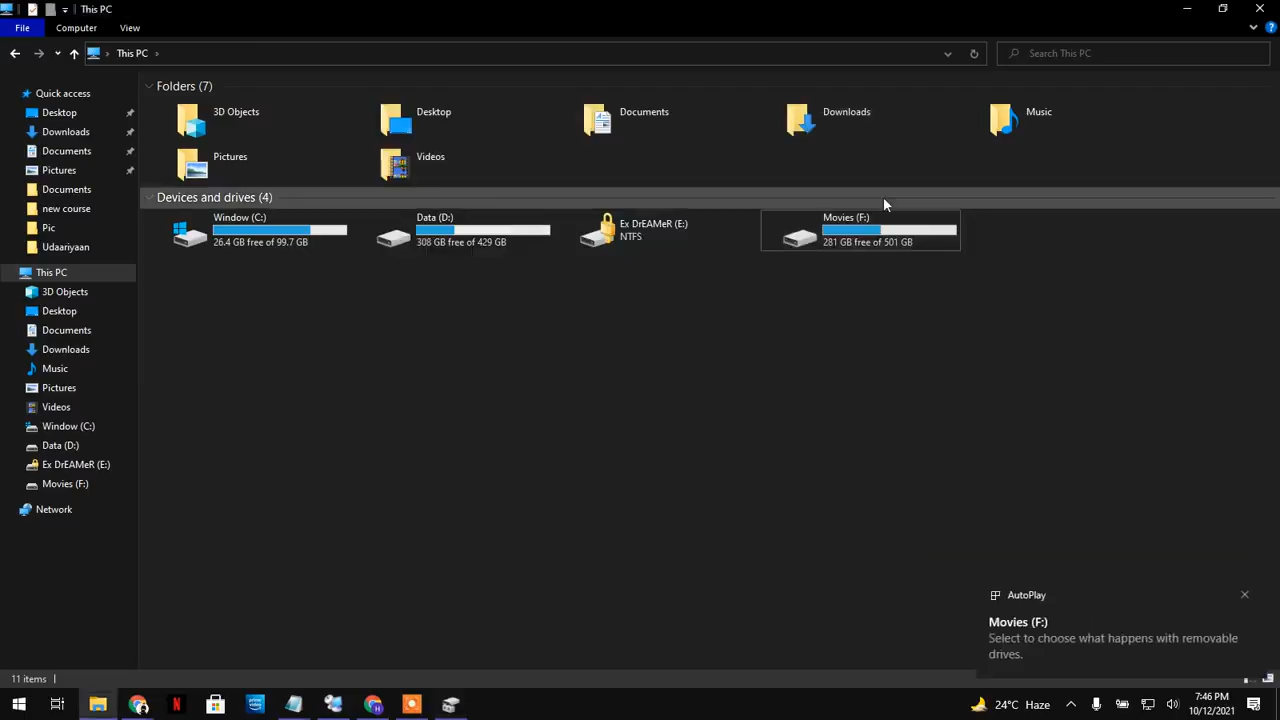 This PC
File
Computer
View
This PC
Search This PC
Quick access
Desktop
Downloads
Documents
Pictures
Documents
new course
Pic
Udaariyaan
This PC
3D Objects
Desktop
Documents
Downloads
Music
Pictures
Videos
Window (C:)
Data (D:)
Ex DrEAMeR (E:)
Movies (F:)
Network
Folders (7)
3D Objects
Desktop
Documents
Downloads
Music
Pictures
Videos
Devices and drives (4)
Window (C:)
26.4 GB free of 99.7 GB
Data (D:)
308 GB free of 429 GB
Ex DrEAMeR (E:)
NTFS
Movies (F:)
281 GB free of 501 GB
AutoPlay
Movies (F:)
Select to choose what happens with removable
drives.
11 items
24°C Haze
7:46 PM
10/12/2021